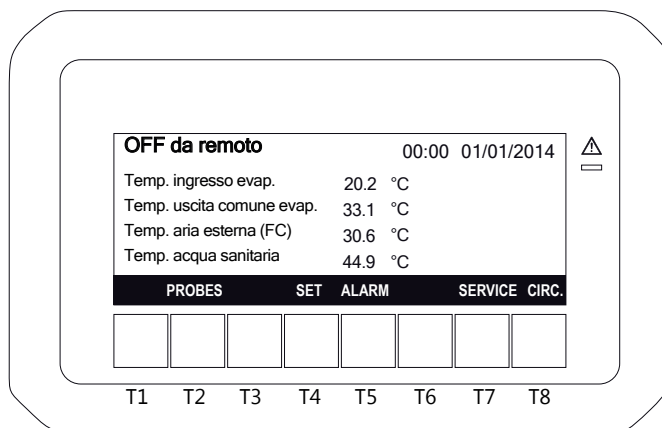 OFF da remoto 00:00 01/01/2014
Temp. ingresso evap. 20.2 °C
Temp. uscita comune evap. 33.1 °C
Temp. aria esterna (FC) 30.6 °C
Temp. acqua sanitaria 44.9 °C
PROBES SET ALARM SERVICE CIRC.
T1 T2 T3 T4 T5 T6 T7 T8